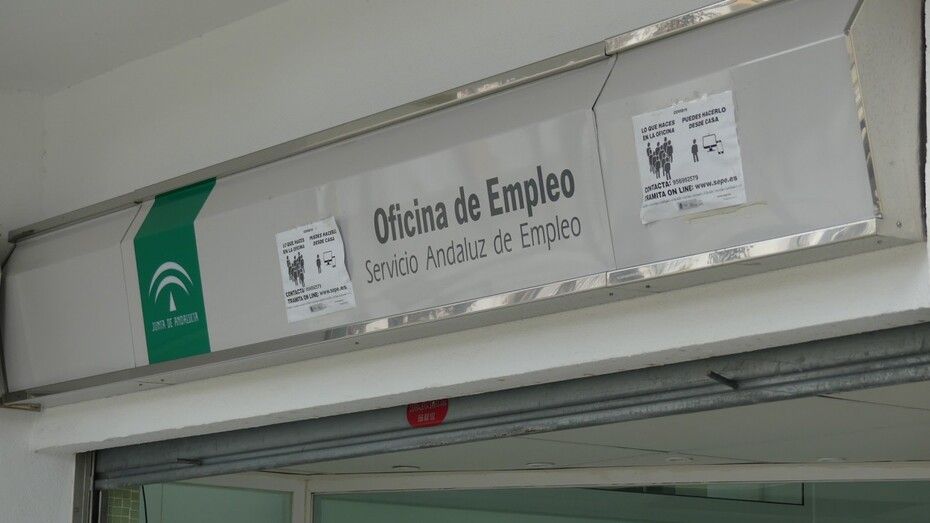 JUNTA DE ANDALUCIA
LO QUE HACES
EN LA OFICINA
PUEDES HACERLO
DESDE CASA
CONTACTA:
TRAMITA ON LINE: www.sepe.es
Oficina de Empleo
Servicio Andaluz de Empleo
LO QUE HACES
EN LA OFICINA
PUEDES HACERLO
DESDE CASA
CONTACTA: 956992579
TRAMITA ON LINE: www.sepe.es